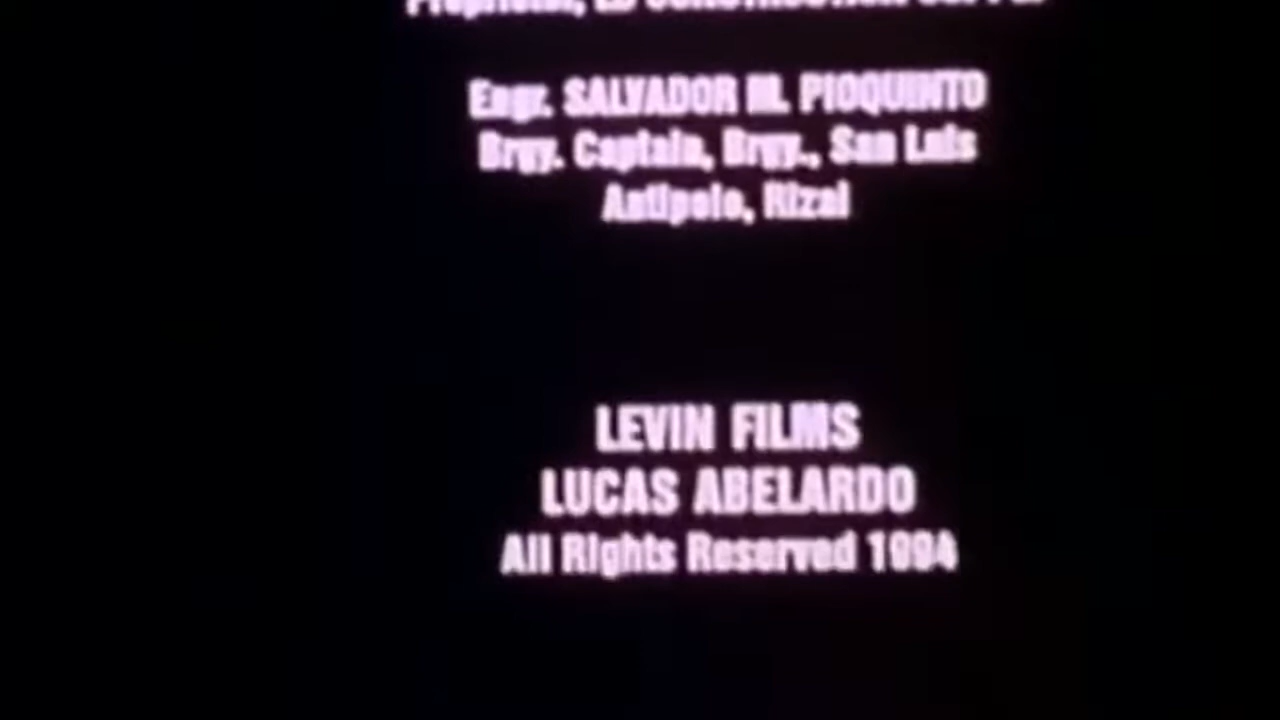 Engr. SALVADOR M. PIOQUINTO
Brgy. Captain, Brgy., San Luis
Antipolo, Rizal
LEVIN FILMS
LUCAS ABELARDO
All Rights Reserved 1994